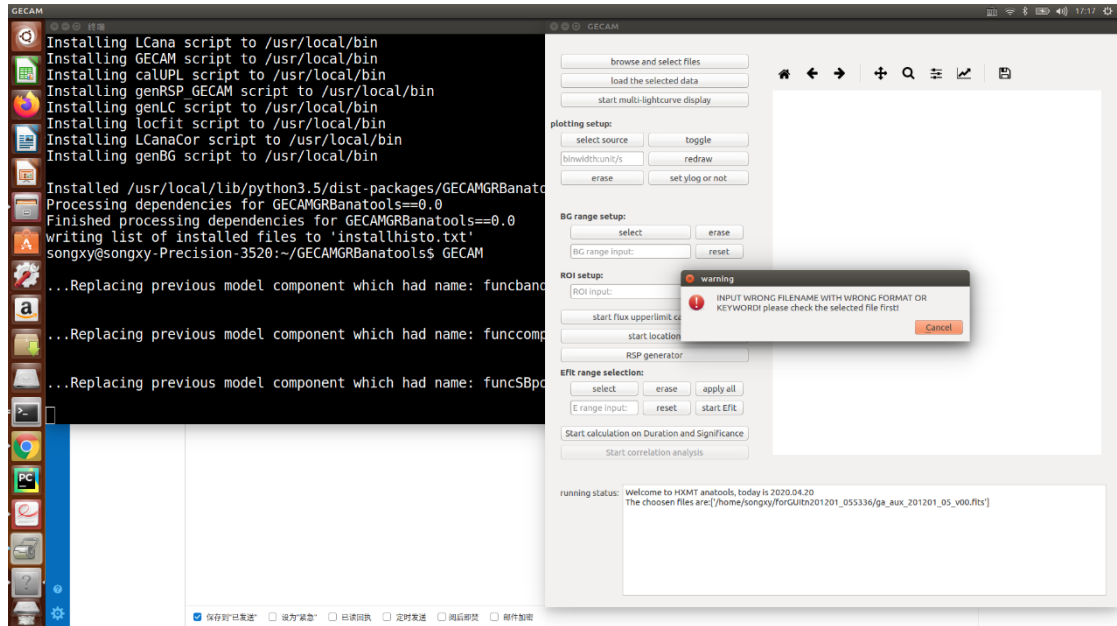 GECAM
17:17
终端
Installing LCana script to /usr/local/bin
Installing GECAM script to /usr/local/bin
Installing calUPL script to /usr/local/bin
Installing genRSP_GECAM script to /usr/local/bin
Installing genLC script to /usr/local/bin
Installing locfit script to /usr/local/bin
Installing LCanaCor script to /usr/local/bin
Installing genBG script to /usr/local/bin
Installed /usr/local/lib/python3.5/dist-packages/GECAMGRBanato
Processing dependencies for GECAMGRBanatools==0.0
Finished processing dependencies for GECAMGRBanatools==0.0
writing list of installed files to 'installhisto.txt'
songxy@songxy-Precision-3520:~/GECAMGRBanatools$ GECAM
...Replacing previous model component which had name: funcband
...Replacing previous model component which had name: funccomp
...Replacing previous model component which had name: funcSBpo
GECAM
browse and select files
load the selected data
start multi-lightcurve display
plotting setup:
select source toggle
binwidth:unit/s redraw
erase set ylog or not
BG range setup:
select erase
BG range input: reset
ROI setup:
ROI input:
start flux upperlimit ca
start location
RSP generator
Efit range selection:
select erase apply all
E range input: reset start Efit
Start calculation on Duration and Significance
Start correlation analysis
warning
INPUT WRONG FILENAME WITH WRONG FORMAT OR
KEYWORD! please check the selected file first!
Cancel
running status:
Welcome to HXMT anatools, today is 2020.04.20
The choosen files are:['/home/songxy/forGUItn201201_055336/ga_aux_201201_05_v00.fits']
保存到"已发送" 设为"紧急" 已读回执 定时发送 阅后即焚 邮件加密